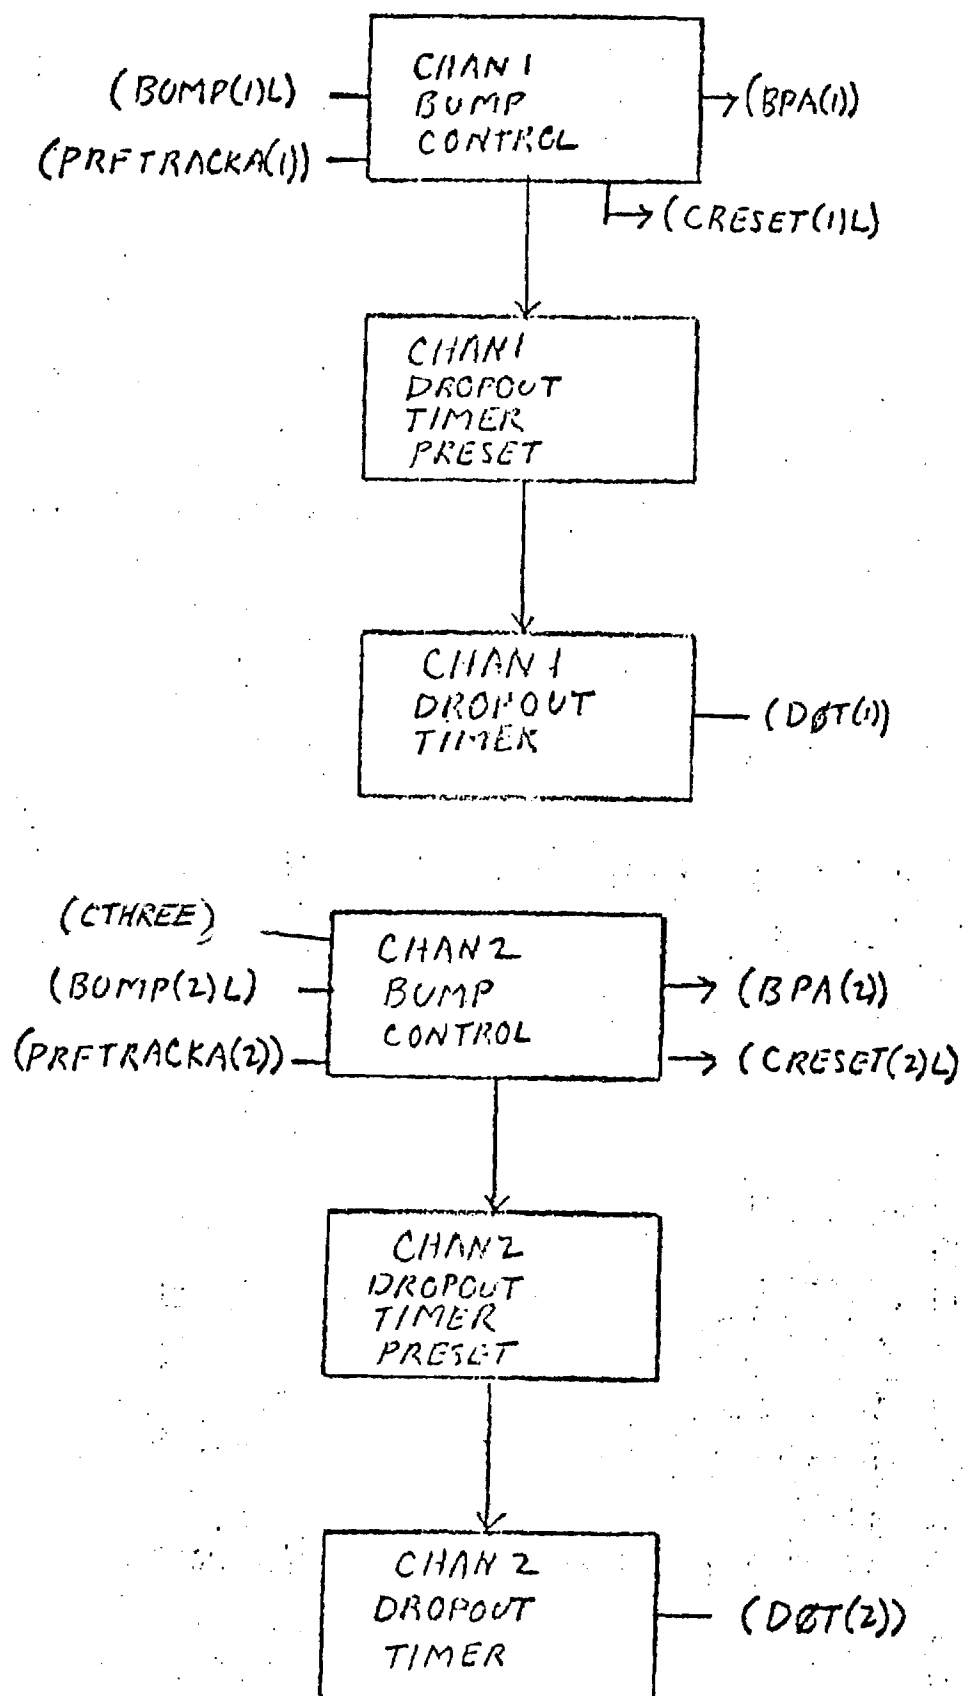 (BUMP(1)L)
(PRFTRACKA(1))
CHAN 1
BUMP
CONTROL
(BPA(1))
(CRESET(1)L)
CHAN 1
DROPOUT
TIMER
PRESET
CHAN 1
DROPOUT
TIMER
(DØT(1))
(CTHREE)
(BUMP(2)L)
(PRFTRACKA(2))
CHAN 2
BUMP
CONTROL
(BPA(2))
(CRESET(2)L)
CHAN 2
DROPOUT
TIMER
PRESET
CHAN 2
DROPOUT
TIMER
(DØT(2))